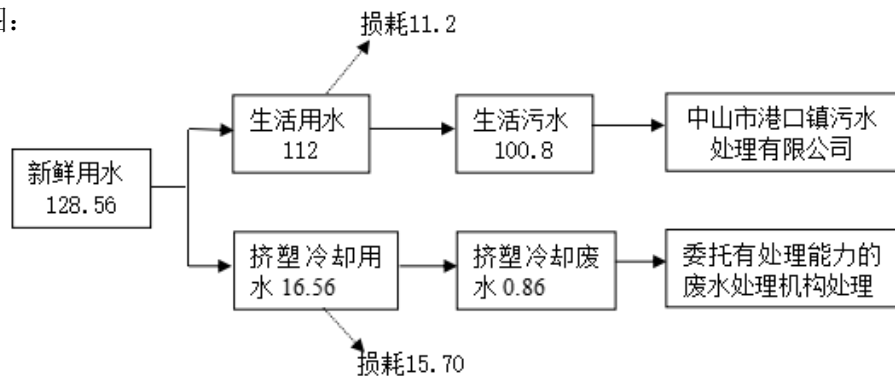 图：
损耗11.2
生活用水
112
生活污水
100.8
中山市港口镇污水
处理有限公司
新鲜用水
128.56
挤塑冷却用
水 16.56
挤塑冷却废
水 0.86
委托有处理能力的
废水处理机构处理
损耗15.70